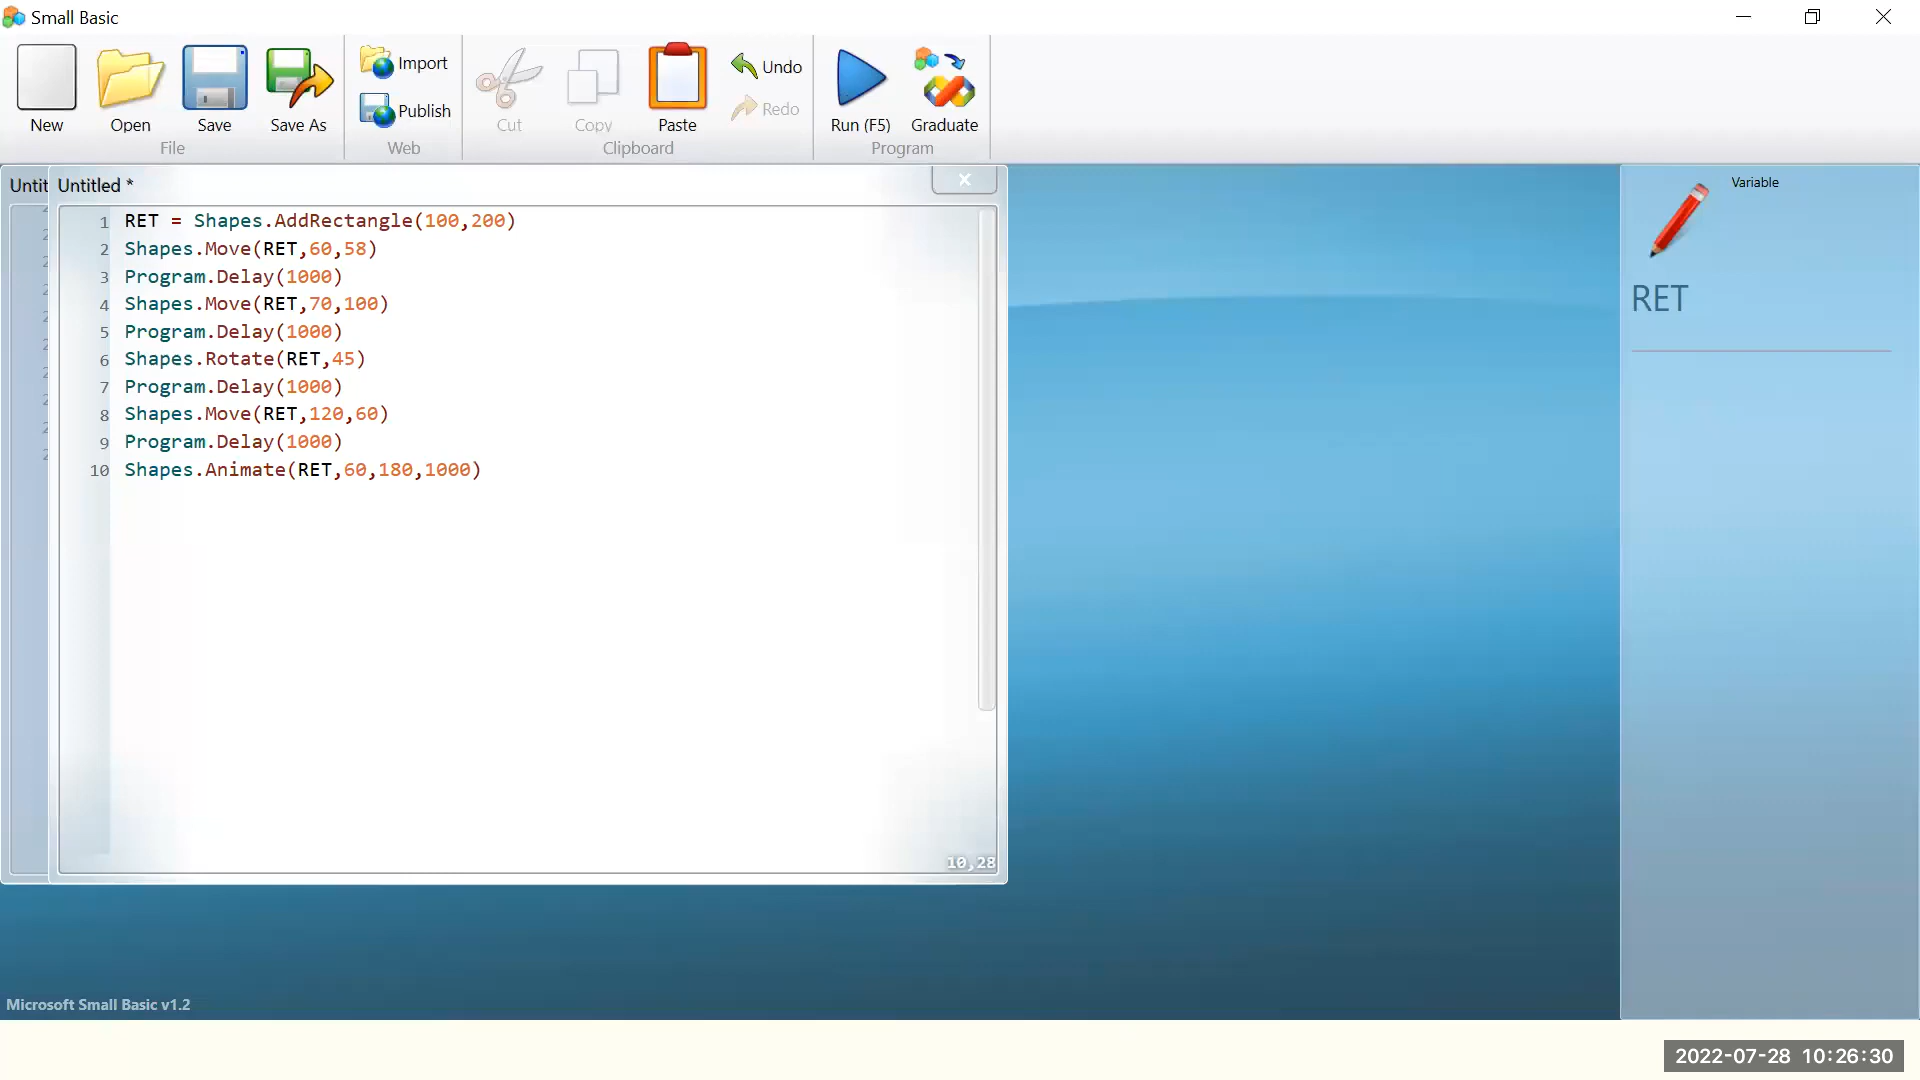 Small Basic
New
Open
Save
Save As
File
Import
Publish
Web
Cut
Copy
Paste
Undo
Redo
Clipboard
Run (F5)
Graduate
Program
Untit
Untitled *
1 RET = Shapes.AddRectangle(100,200)
2 Shapes.Move(RET,60,58)
3 Program.Delay(1000)
4 Shapes.Move(RET,70,100)
5 Program.Delay(1000)
6 Shapes.Rotate(RET,45)
7 Program.Delay(1000)
8 Shapes.Move(RET,120,60)
9 Program.Delay(1000)
10 Shapes.Animate(RET,60,180,1000)
10,28
Variable
RET
Microsoft Small Basic v1.2
2022-07-28 10:26:30